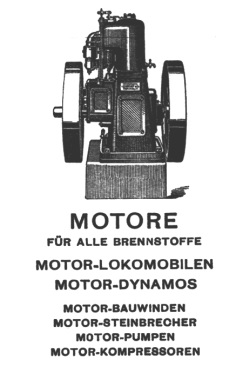 MOTORE
FÜR ALLE BRENNSTOFFE
MOTOR-LOKOMOBILEN
MOTOR-DYNAMOS
MOTOR-BAUWINDEN
MOTOR-STEINBRECHER
MOTOR-PUMPEN
MOTOR-KOMPRESSOREN